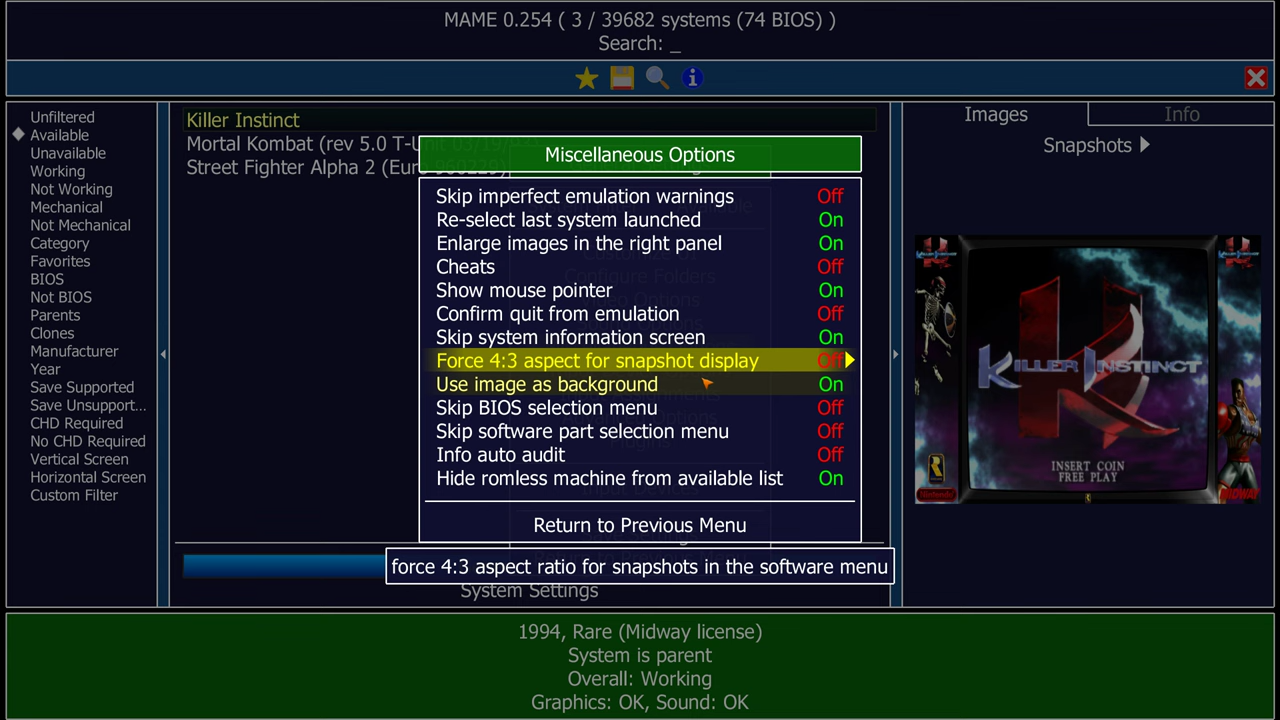 MAME 0.254 ( 3 / 39682 systems (74 BIOS) )
Search: _
Unfiltered
Available
Unavailable
Working
Not Working
Mechanical
Not Mechanical
Category
Favorites
BIOS
Not BIOS
Parents
Clones
Manufacturer
Year
Save Supported
Save Unsupport...
CHD Required
No CHD Required
Vertical Screen
Horizontal Screen
Custom Filter
Killer Instinct
Mortal Kombat (rev 5.0 T-Unit 03/19/93)
Street Fighter Alpha 2 (Euro 960229)
Miscellaneous Options
Skip imperfect emulation warnings Off
Re-select last system launched On
Enlarge images in the right panel On
Cheats Off
Show mouse pointer On
Confirm quit from emulation Off
Skip system information screen On
Force 4:3 aspect for snapshot display Off
Use image as background On
Skip BIOS selection menu Off
Skip software part selection menu Off
Info auto audit Off
Hide romless machine from available list On
Return to Previous Menu
force 4:3 aspect ratio for snapshots in the software menu
System Settings
Images
Info
Snapshots
KILLER INSTINCT
INSERT COIN
FREE PLAY
Nintendo
MIDWAY
1994, Rare (Midway license)
System is parent
Overall: Working
Graphics: OK, Sound: OK